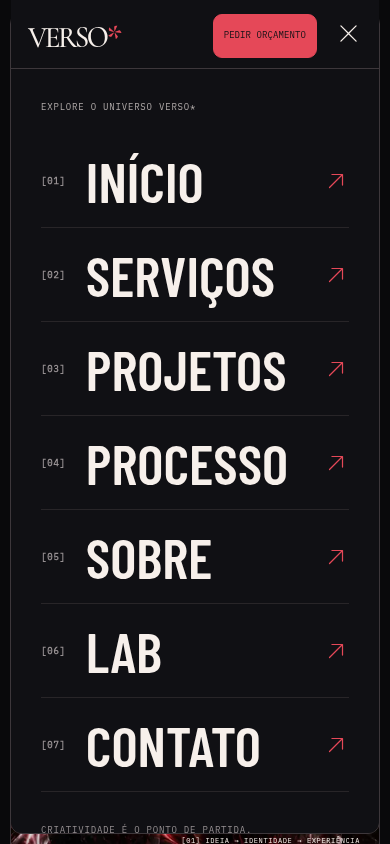 VERSO*
PEDIR ORÇAMENTO
EXPLORE O UNIVERSO VERSO*
[01] INÍCIO
[02] SERVIÇOS
[03] PROJETOS
[04] PROCESSO
[05] SOBRE
[06] LAB
[07] CONTATO
CRIATIVIDADE É O PONTO DE PARTIDA.
[01] IDEIA → IDENTIDADE → EXPERIÊNCIA